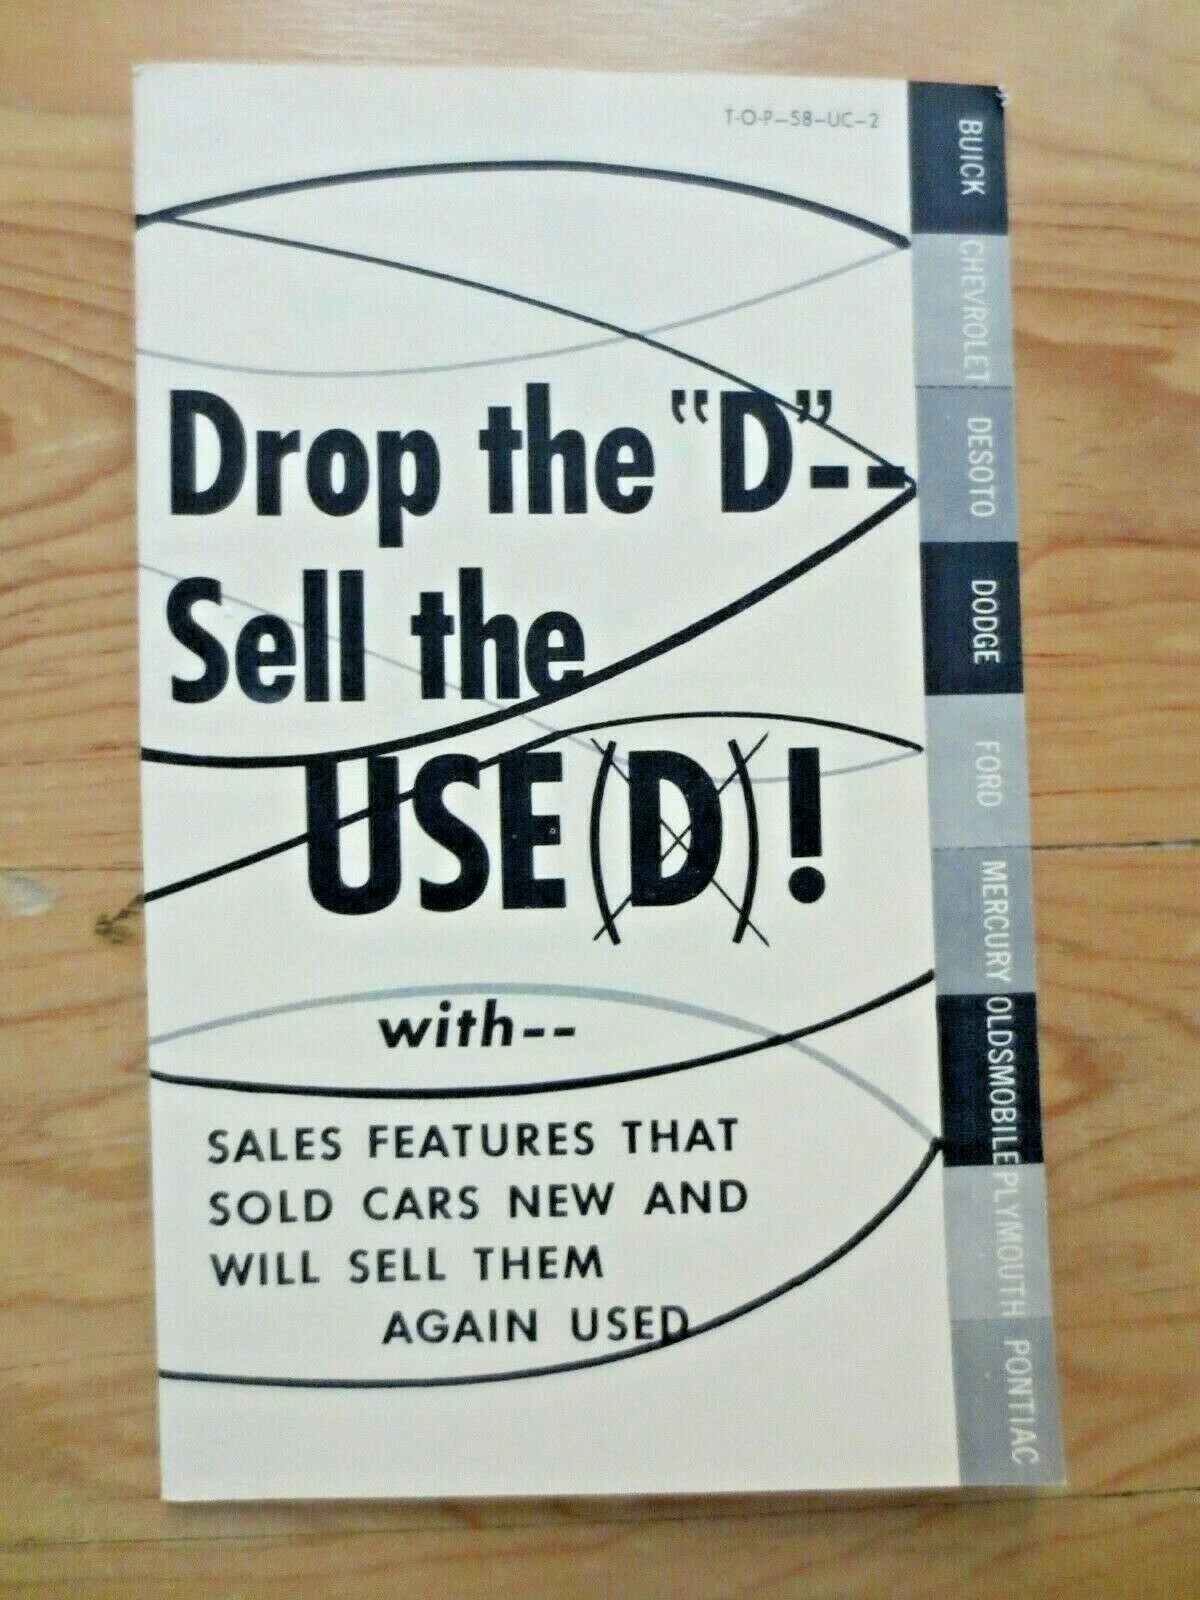 T-O-P-58-UC-2
Drop the "D"--
Sell the
USE(D)!
with--
SALES FEATURES THAT
SOLD CARS NEW AND
WILL SELL THEM
AGAIN USED
BUICK
CHEVROLET
DESOTO
DODGE
FORD
MERCURY
OLDSMOBILE
PLYMOUTH
PONTIAC